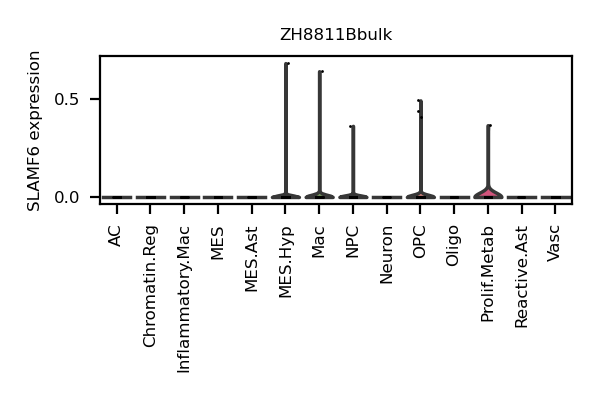 ZH8811Bbulk
SLAMF6 expression
0.5
0.0
AC
Chromatin.Reg
Inflammatory.Mac
MES
MES.Ast
MES.Hyp
Mac
NPC
Neuron
OPC
Oligo
Prolif.Metab
Reactive.Ast
Vasc